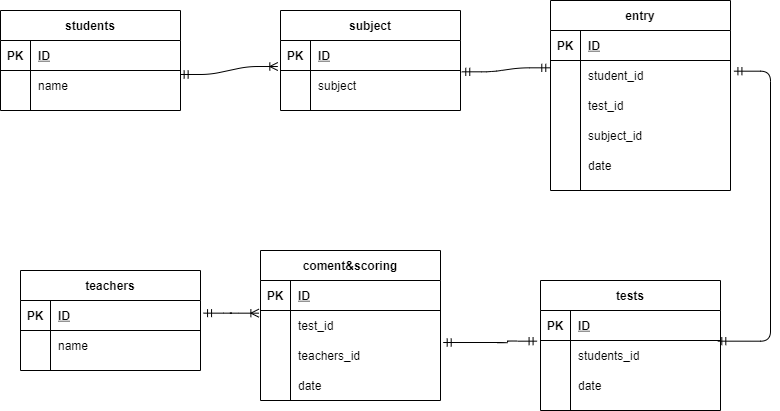 students
PK ID
name
subject
PK ID
subject
entry
PK ID
student_id
test_id
subject_id
date
teachers
PK ID
name
coment&scoring
PK ID
test_id
teachers_id
date
tests
PK ID
students_id
date